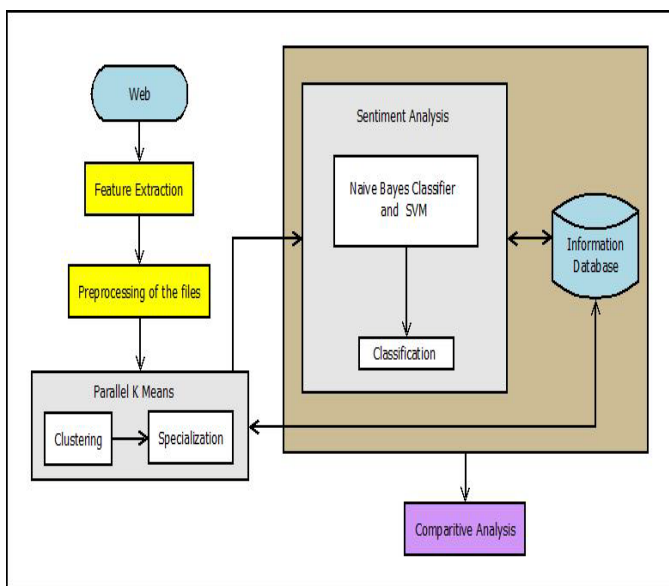 Web
Feature Extraction
Preprocessing of the files
Parallel K Means
Clustering
Specialization
Sentiment Analysis
Naive Bayes Classifier
and SVM
Classification
Information
Database
Comparitive Analysis